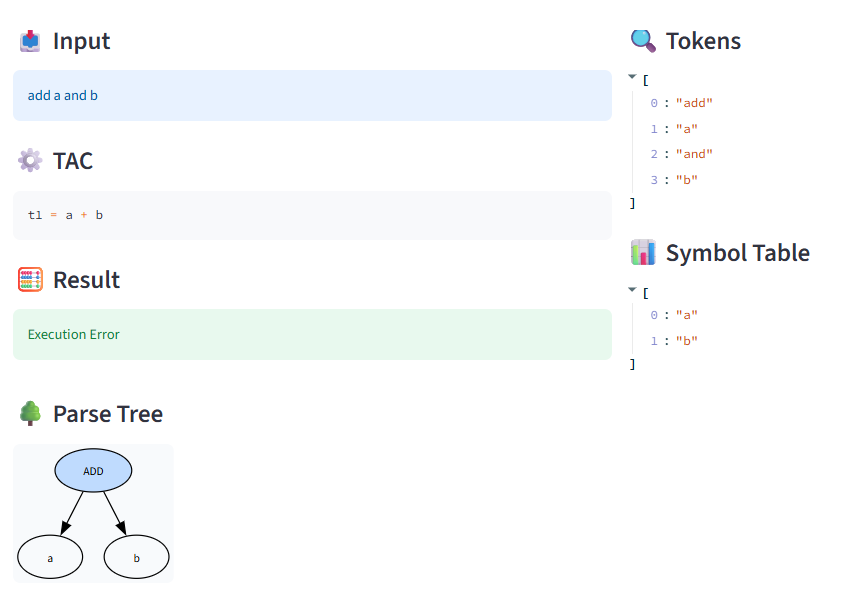 Input
add a and b
TAC
t1 = a + b
Result
Execution Error
Parse Tree
ADD
a
b
Tokens
[
0 : "add"
1 : "a"
2 : "and"
3 : "b"
]
Symbol Table
[
0 : "a"
1 : "b"
]